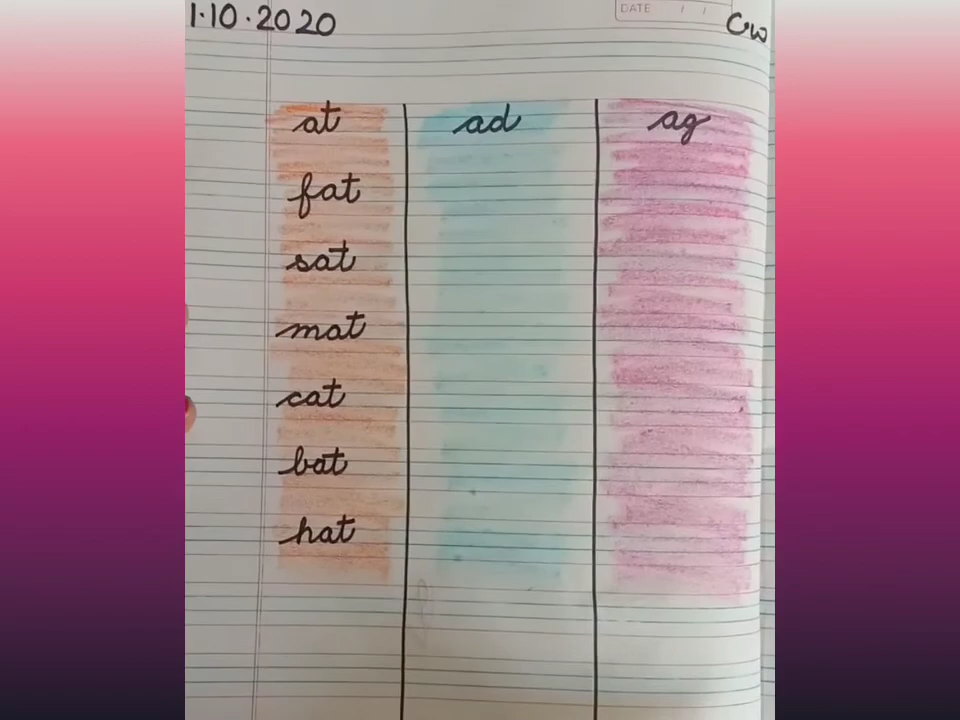 1.10.2020
DATE / /
Cw
at ad ag
fat
sat
mat
cat
bat
hat